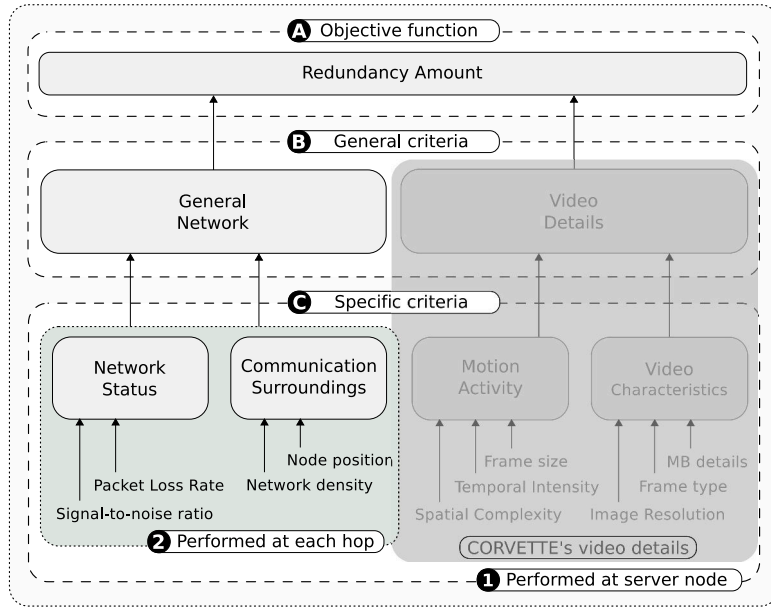 A Objective function
Redundancy Amount
B General criteria
General
Network
Video
Details
C Specific criteria
Network
Status
Communication
Surroundings
Motion
Activity
Video
Characteristics
Node position
Frame size
MB details
Packet Loss Rate
Network density
Temporal Intensity
Frame type
Signal-to-noise ratio
Spatial Complexity
Image Resolution
2 Performed at each hop
CORVETTE's video details
1 Performed at server node